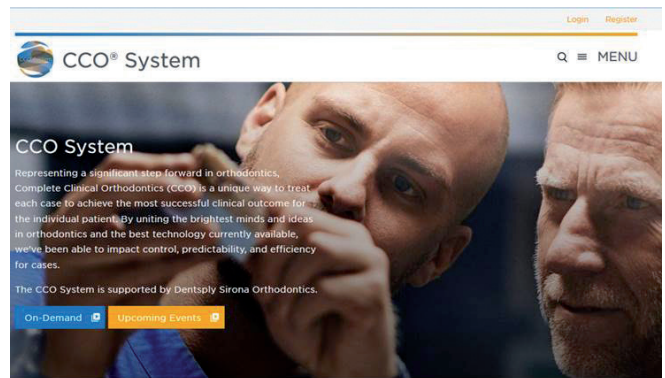 Login Register
CCO® System
MENU
CCO System
Representing a significant step forward in orthodontics,
Complete Clinical Orthodontics (CCO) is a unique way to treat
each case to achieve the most successful clinical outcome for
the individual patient. By uniting the brightest minds and ideas
in orthodontics and the best technology currently available,
we've been able to impact control, predictability, and efficiency
for cases.
The CCO System is supported by Dentsply Sirona Orthodontics.
On-Demand
Upcoming Events